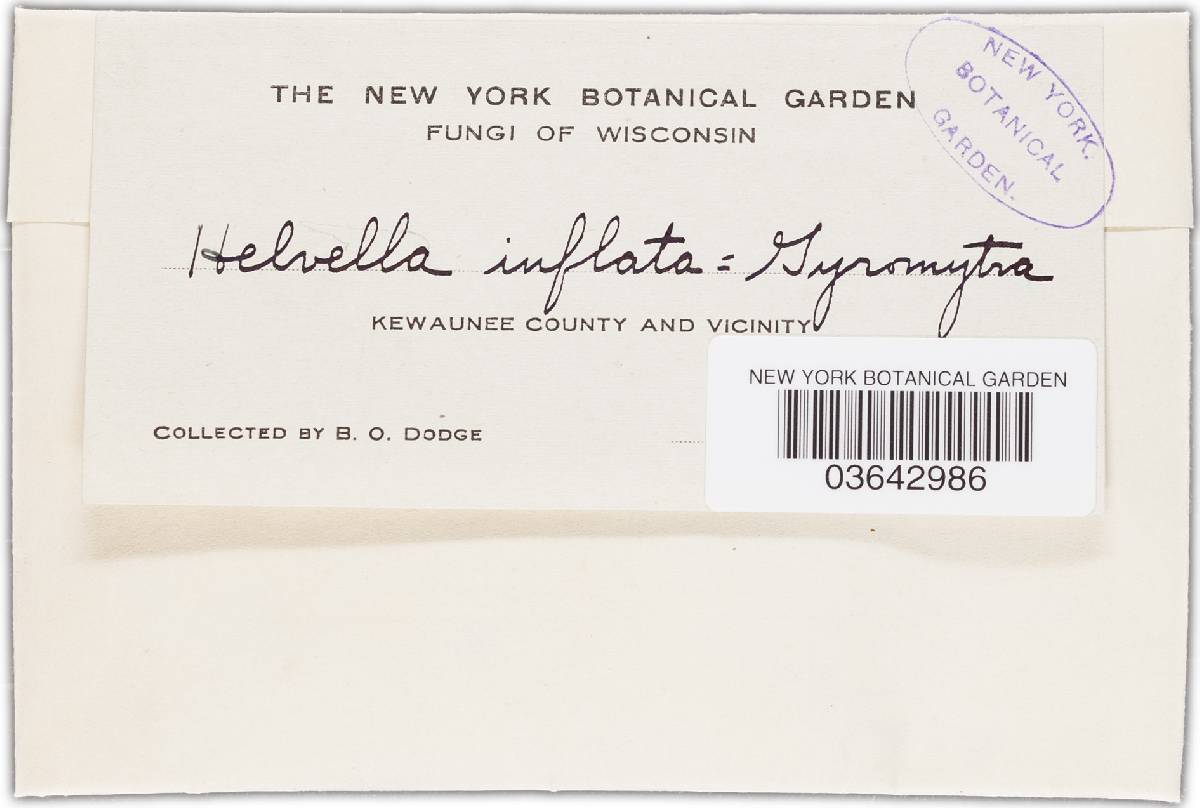 THE NEW YORK BOTANICAL GARDEN
FUNGI OF WISCONSIN
NEW YORK.
BOTANICAL
GARDEN.
Helvella inflata = Gyromytra
KEWAUNEE COUNTY AND VICINITY
COLLECTED BY B. O. DODGE
NEW YORK BOTANICAL GARDEN
03642986